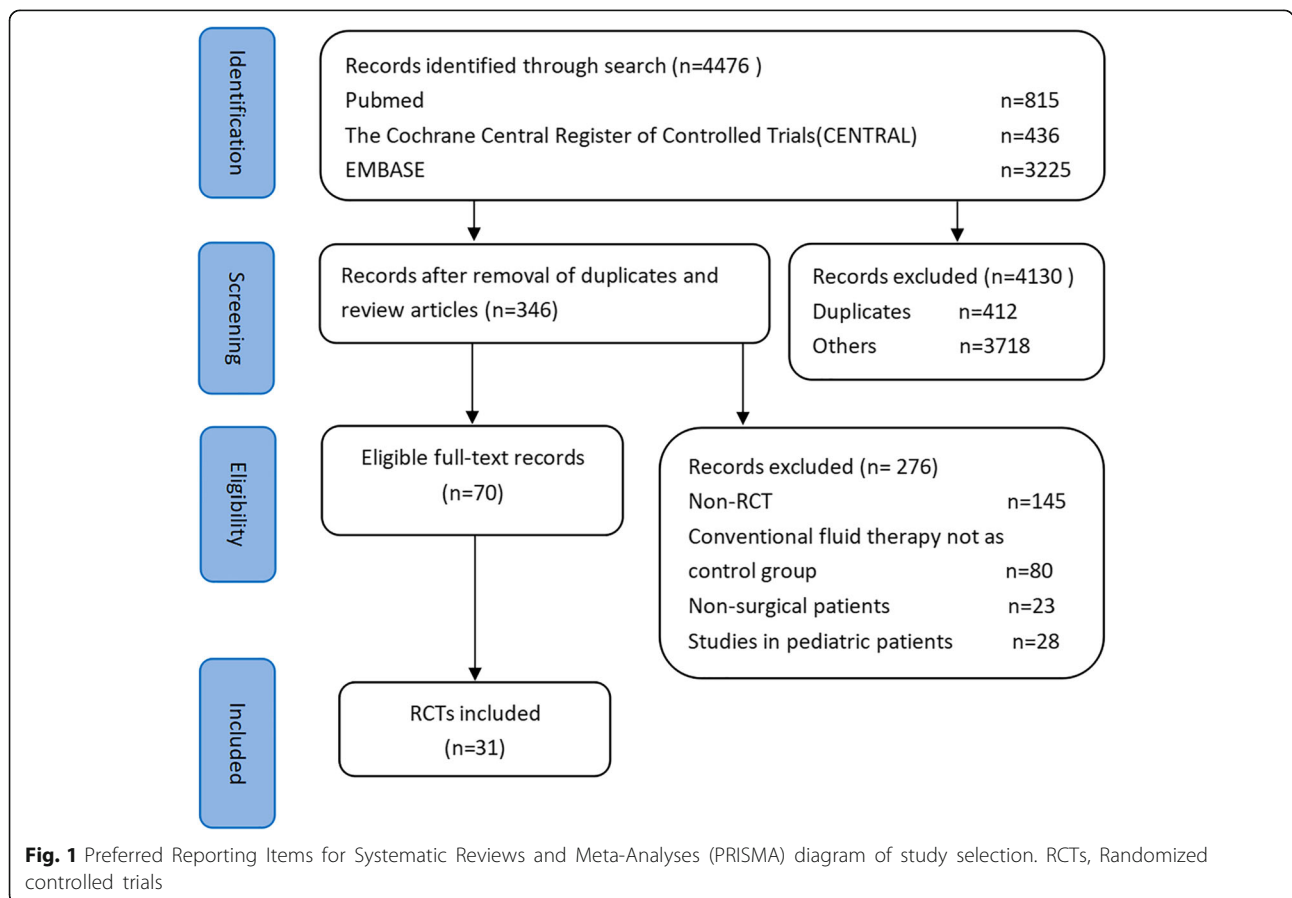 Identification
Records identified through search (n=4476 )
Pubmed n=815
The Cochrane Central Register of Controlled Trials(CENTRAL) n=436
EMBASE n=3225
Screening
Records after removal of duplicates and
review articles (n=346)
Records excluded (n=4130 )
Duplicates n=412
Others n=3718
Eligibility
Eligible full-text records
(n=70)
Records excluded (n= 276)
Non-RCT n=145
Conventional fluid therapy not as
control group n=80
Non-surgical patients n=23
Studies in pediatric patients n=28
Included
RCTs included
(n=31)
Fig. 1 Preferred Reporting Items for Systematic Reviews and Meta-Analyses (PRISMA) diagram of study selection. RCTs, Randomized
controlled trials